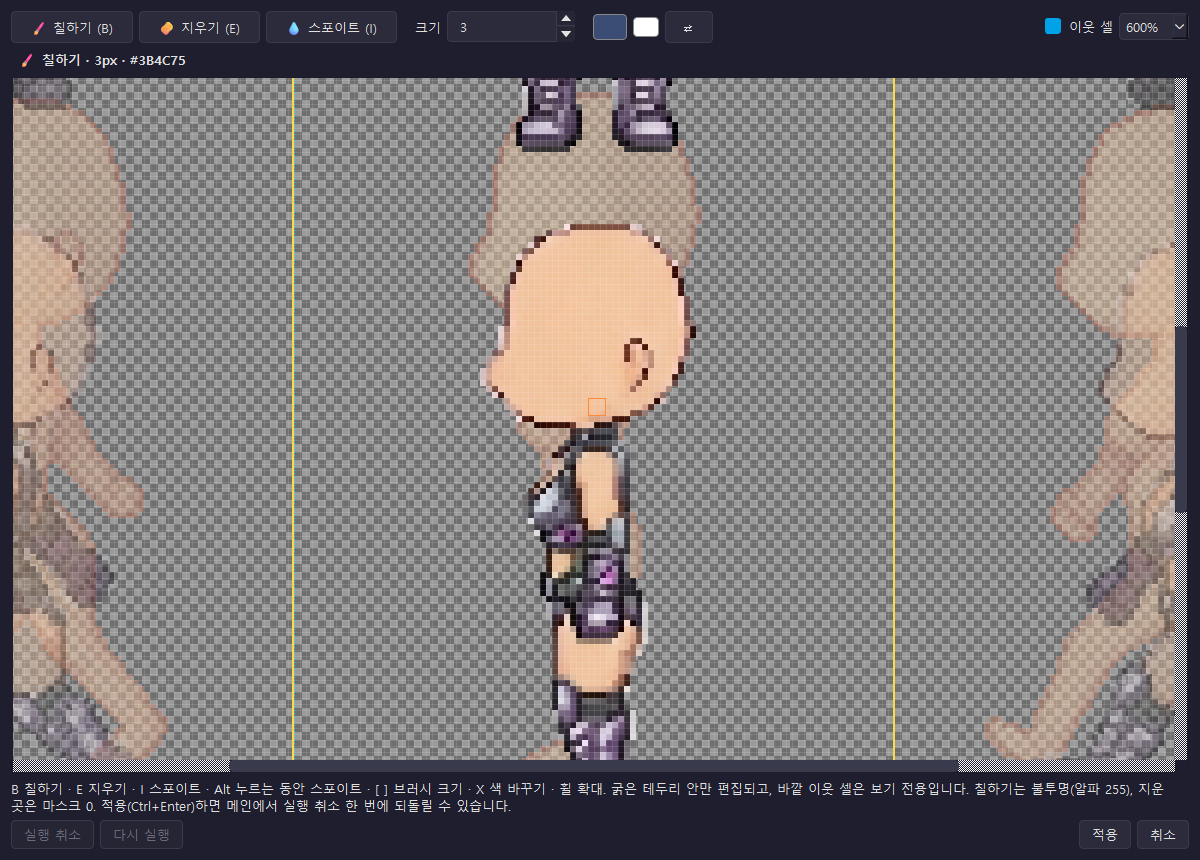 칠하기 (B) 지우기 (E) 스포이트 (I) 크기 3 ⇄ 이웃 셀 600%
칠하기 · 3px · #3B4C75
B 칠하기 · E 지우기 · I 스포이트 · Alt 누르는 동안 스포이트 · [ ] 브러시 크기 · X 색 바꾸기 · 휠 확대. 굵은 테두리 안만 편집되고, 바깥 이웃 셀은 보기 전용입니다. 칠하기는 불투명(알파 255), 지운
곳은 마스크 0. 적용(Ctrl+Enter)하면 메인에서 실행 취소 한 번에 되돌릴 수 있습니다.
실행 취소 다시 실행 적용 취소